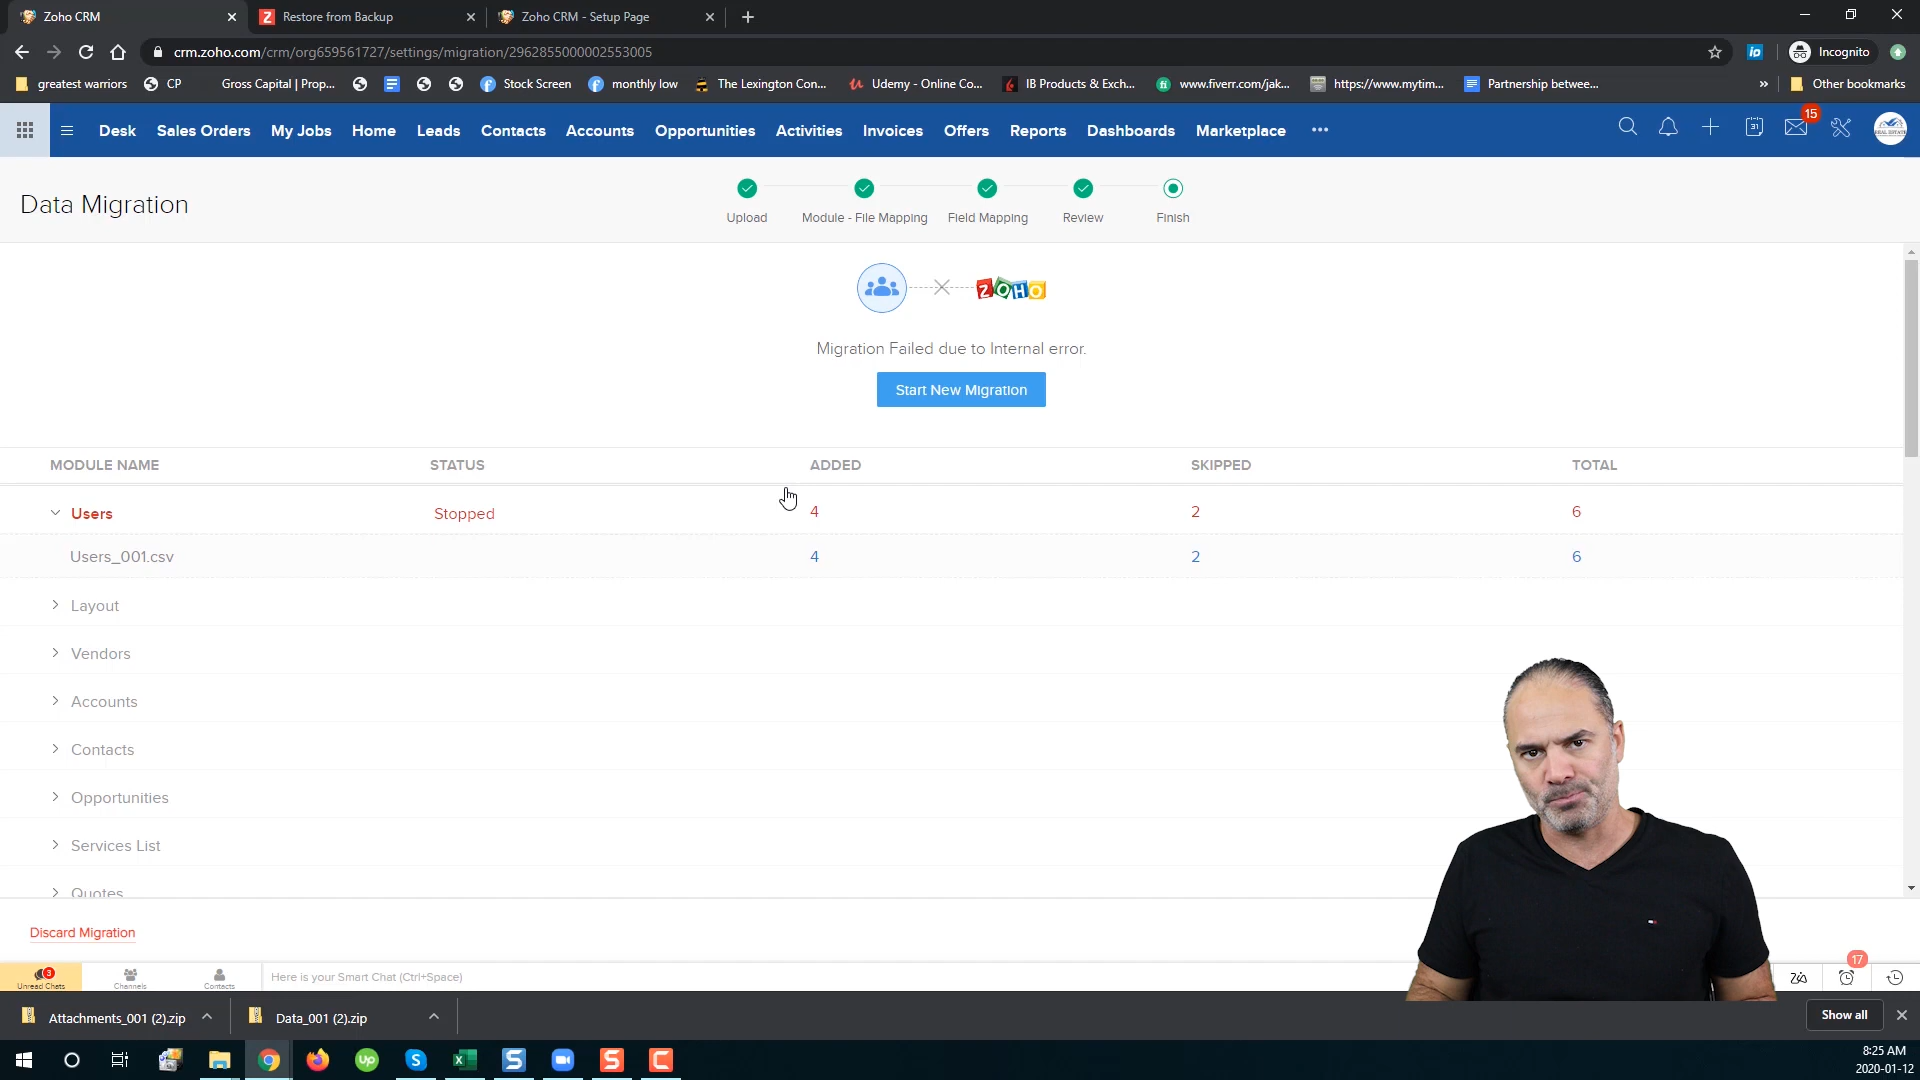 Zoho CRM
Restore from Backup
Zoho CRM - Setup Page
crm.zoho.com/crm/org659561727/settings/migration/2962855000002553005
Incognito
greatest warriors
CP
Gross Capital | Prop...
Stock Screen
monthly low
The Lexington Con...
Udemy - Online Co...
IB Products & Exch...
www.fiverr.com/jak...
https://www.mytim...
Partnership betwee...
»
Other bookmarks
Desk
Sales Orders
My Jobs
Home
Leads
Contacts
Accounts
Opportunities
Activities
Invoices
Offers
Reports
Dashboards
Marketplace
31
15
Data Migration
Upload
Module - File Mapping
Field Mapping
Review
Finish
ZOHO
Migration Failed due to Internal error.
Start New Migration
MODULE NAME STATUS ADDED SKIPPED TOTAL
Users Stopped 4 2 6
Users_001.csv 4 2 6
Layout
Vendors
Accounts
Contacts
Opportunities
Services List
Quotes
Discard Migration
3
Unread Chats
Channels
Contacts
Here is your Smart Chat (Ctrl+Space)
17
Attachments_001 (2).zip
Data_001 (2).zip
Show all
8:25 AM
2020-01-12